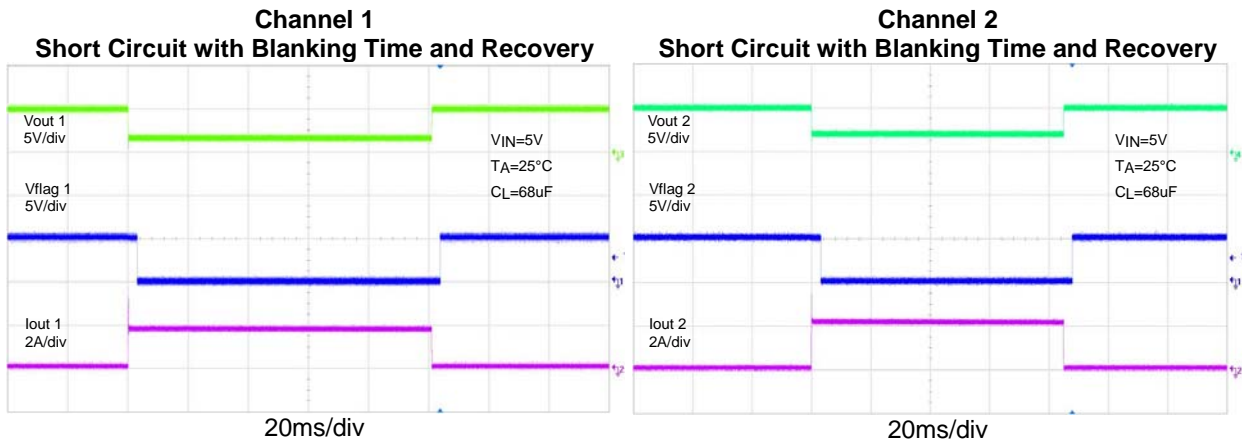 Channel 1
Short Circuit with Blanking Time and Recovery
Vout 1
5V/div
VIN=5V
TA=25°C
CL=68uF
Vflag 1
5V/div
Iout 1
2A/div
20ms/div
Channel 2
Short Circuit with Blanking Time and Recovery
Vout 2
5V/div
VIN=5V
TA=25°C
CL=68uF
Vflag 2
5V/div
Iout 2
2A/div
20ms/div